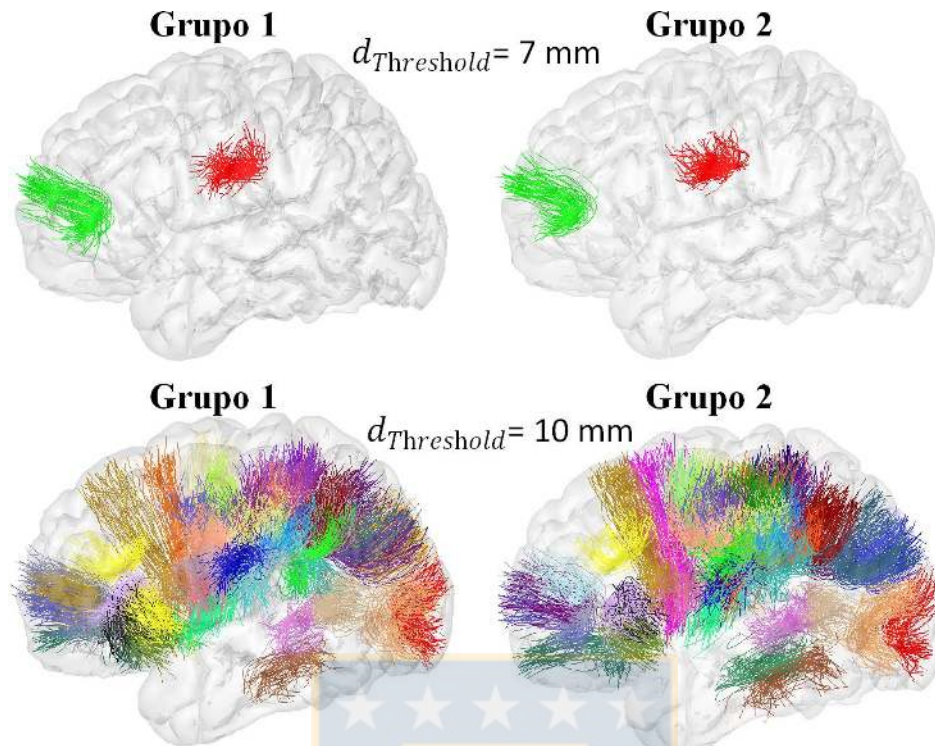 Grupo 1
Grupo 2
d_Threshold = 7 mm
Grupo 1
Grupo 2
d_Threshold = 10 mm